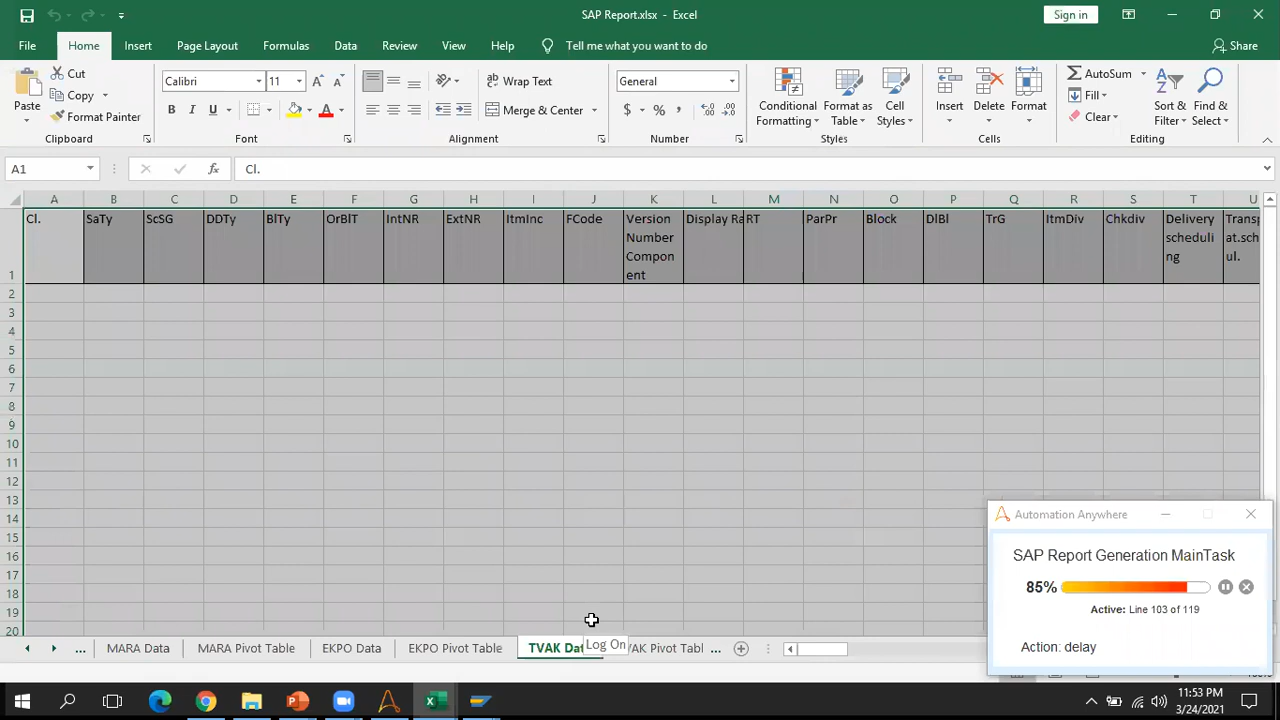 SAP Report.xlsx - Excel
Sign in
File Home Insert Page Layout Formulas Data Review View Help Tell me what you want to do Share
Cut
Copy
Format Painter
Paste
Clipboard
Calibri 11
B I U
Font
Wrap Text
Merge & Center
Alignment
General
$ % ,
Number
Conditional Formatting
Format as Table
Cell Styles
Styles
Insert Delete Format
Cells
AutoSum
Fill
Clear
Sort & Filter
Find & Select
Editing
A1 fx Cl.
A B C D E F G H I J K L M N O P Q R S T U
1 Cl. SaTy ScSG DDTy BlTy OrBlT IntNR ExtNR ItmInc FCode Version Number Component Display Ra RT ParPr Block DlBl TrG ItmDiv Chkdiv Delivery scheduling Transp at.sch ul.
2
3
4
5
6
7
8
9
10
11
12
13
14
15
16
17
18
19
20
Automation Anywhere
SAP Report Generation MainTask
85%
Active: Line 103 of 119
Action: delay
... MARA Data MARA Pivot Table EKPO Data EKPO Pivot Table TVAK Dat Log On VAK Pivot Tabl ...
11:53 PM
3/24/2021